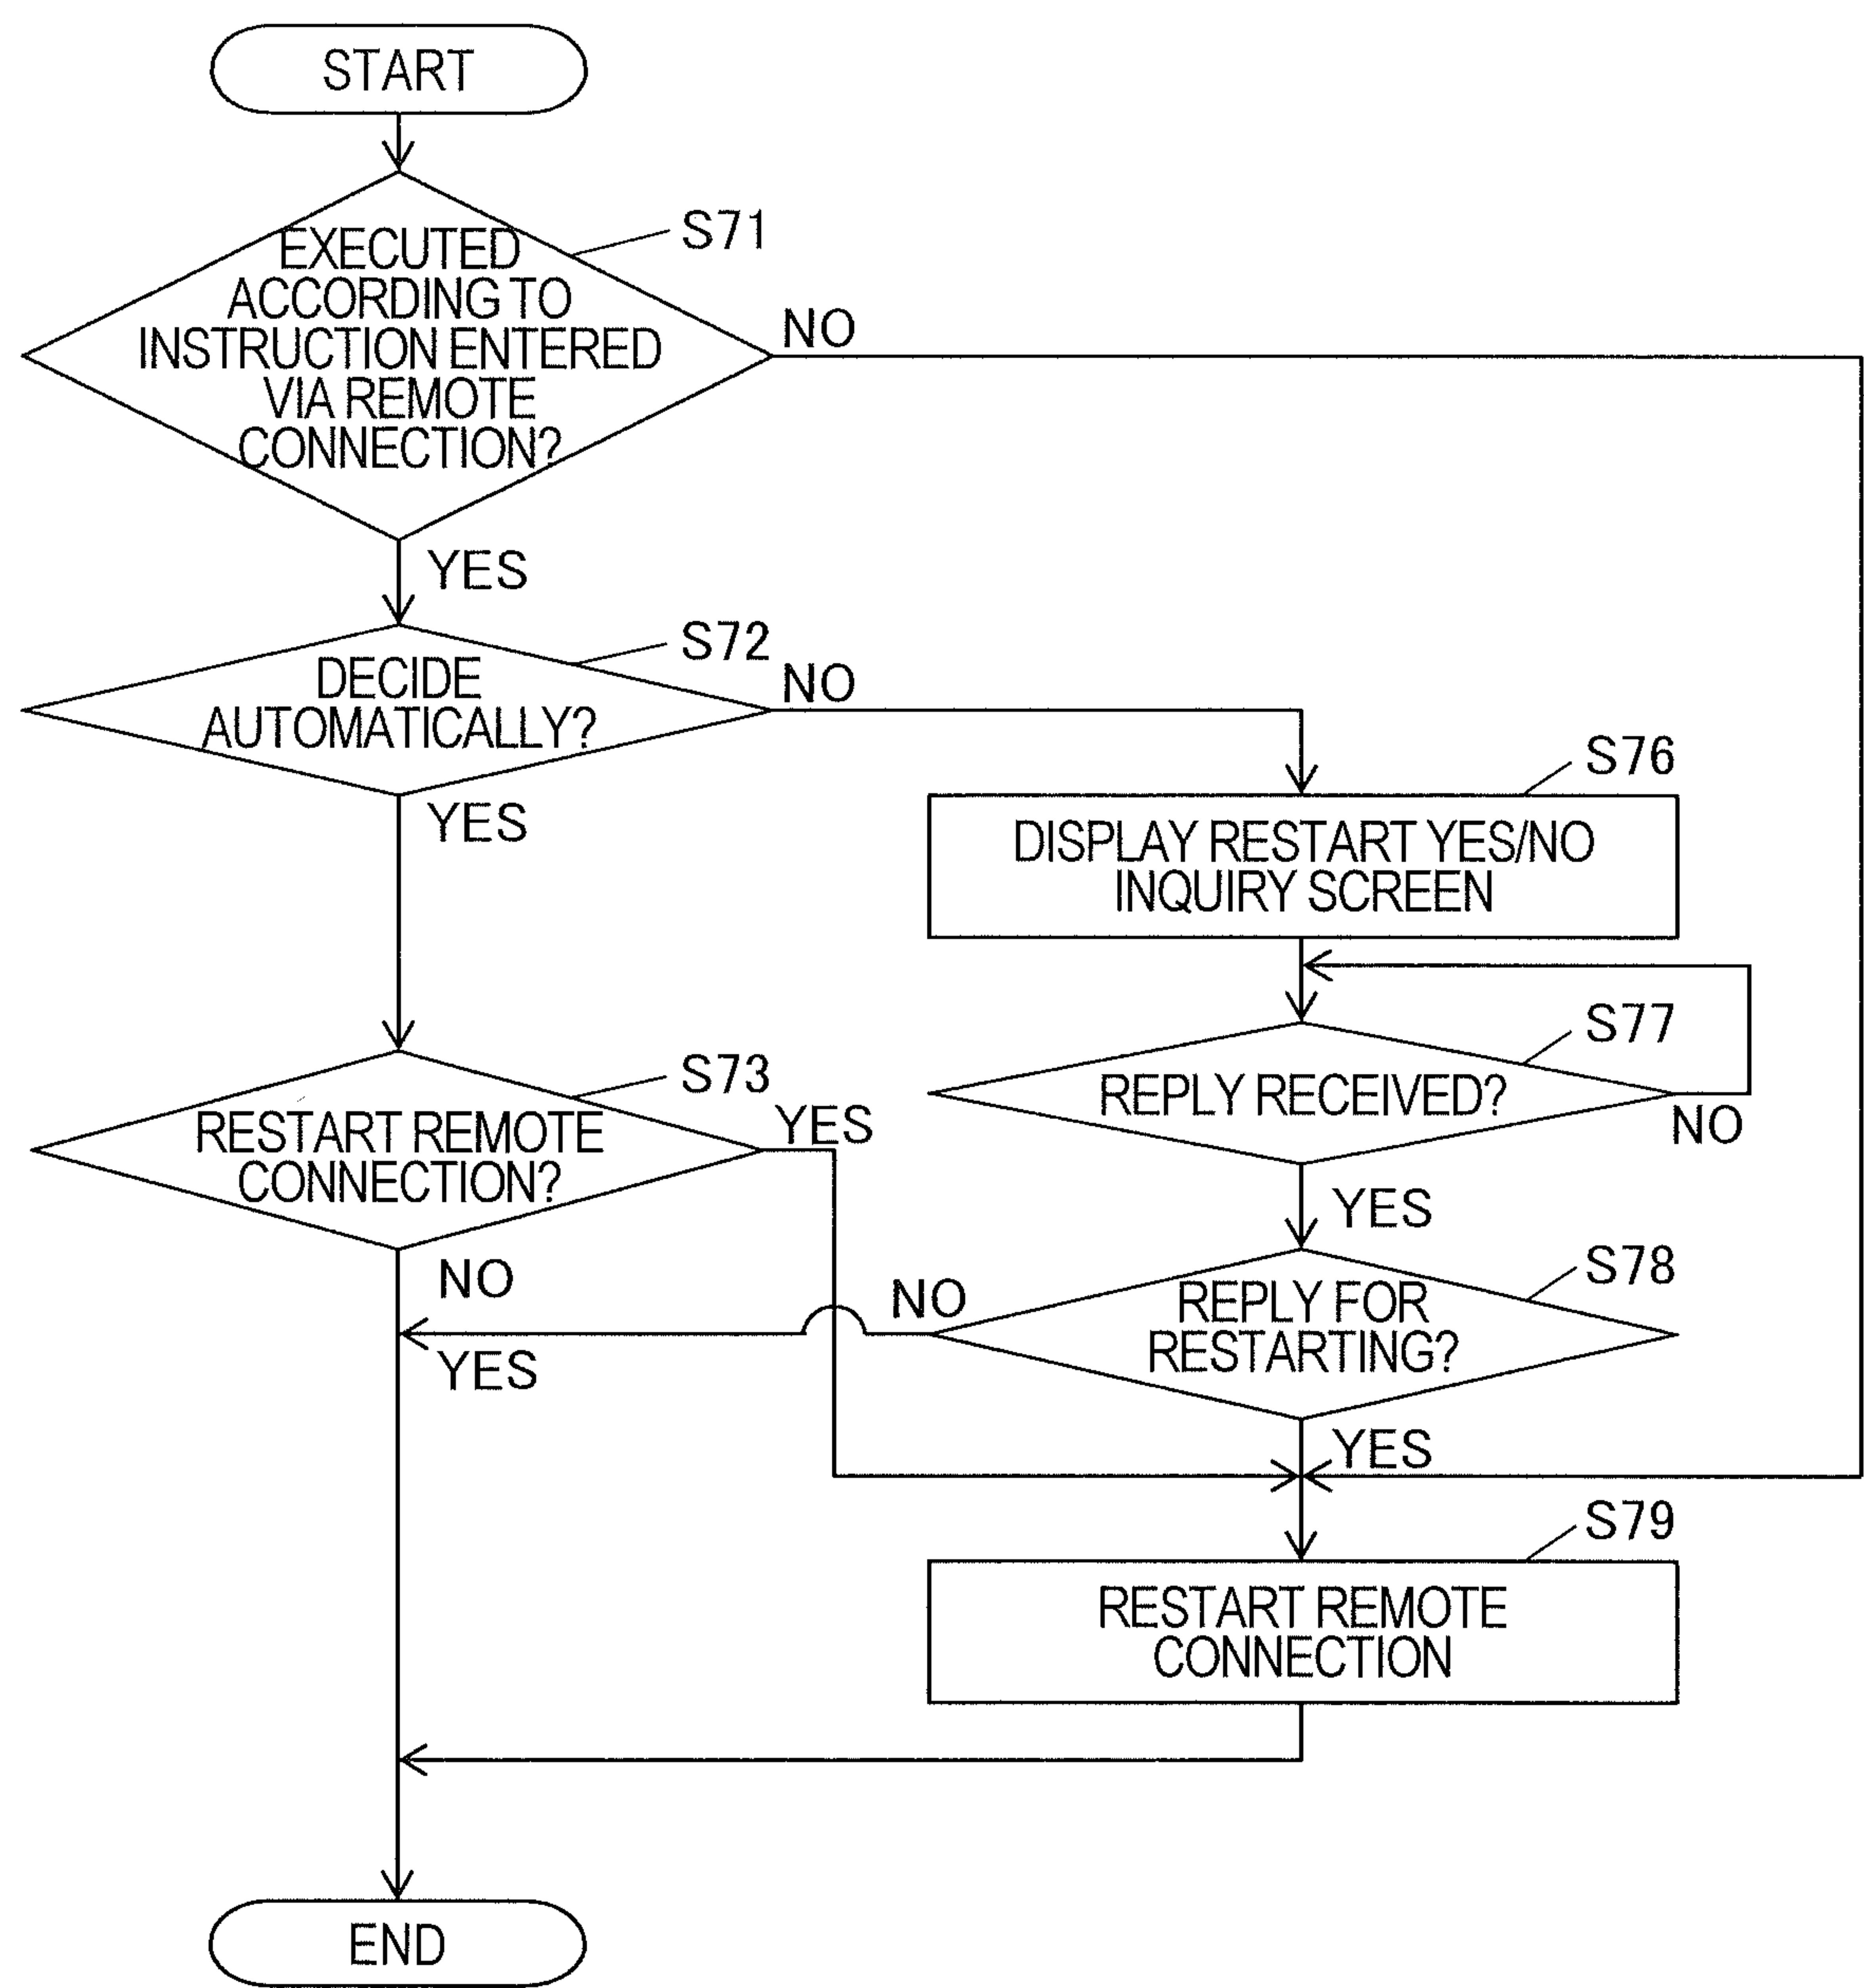 START
S71
EXECUTED
ACCORDING TO
INSTRUCTION ENTERED
VIA REMOTE
CONNECTION?
NO
YES
S72
DECIDE
AUTOMATICALLY?
NO
YES
S76
DISPLAY RESTART YES/NO
INQUIRY SCREEN
S77
REPLY RECEIVED?
NO
YES
S73
RESTART REMOTE
CONNECTION?
YES
NO
YES
S78
REPLY FOR
RESTARTING?
NO
YES
S79
RESTART REMOTE
CONNECTION
END